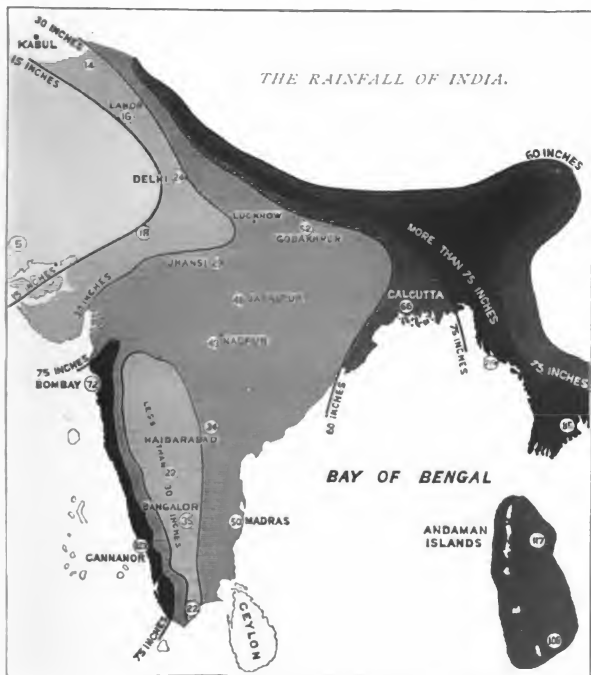 30 INCHES
KABUL
14
15 INCHES
THE RAINFALL OF INDIA.
LAHOR
16
DELHI
60 INCHES
LUCKNOW
GORAKHPUR
MORE THAN 75 INCHES
5
18
JHANSI
15 INCHES
30 INCHES
JABALPUR
CALCUTTA
66
75 INCHES
NAGPUR
75 INCHES
75 INCHES
BOMBAY
72
60 INCHES
LESS THAN 30 INCHES
HAIDARABAD
34
22
BAY OF BENGAL
BANGALOR
35
50
MADRAS
ANDAMAN
ISLANDS
117
CANNANOR
22
CEYLON
75 INCHES